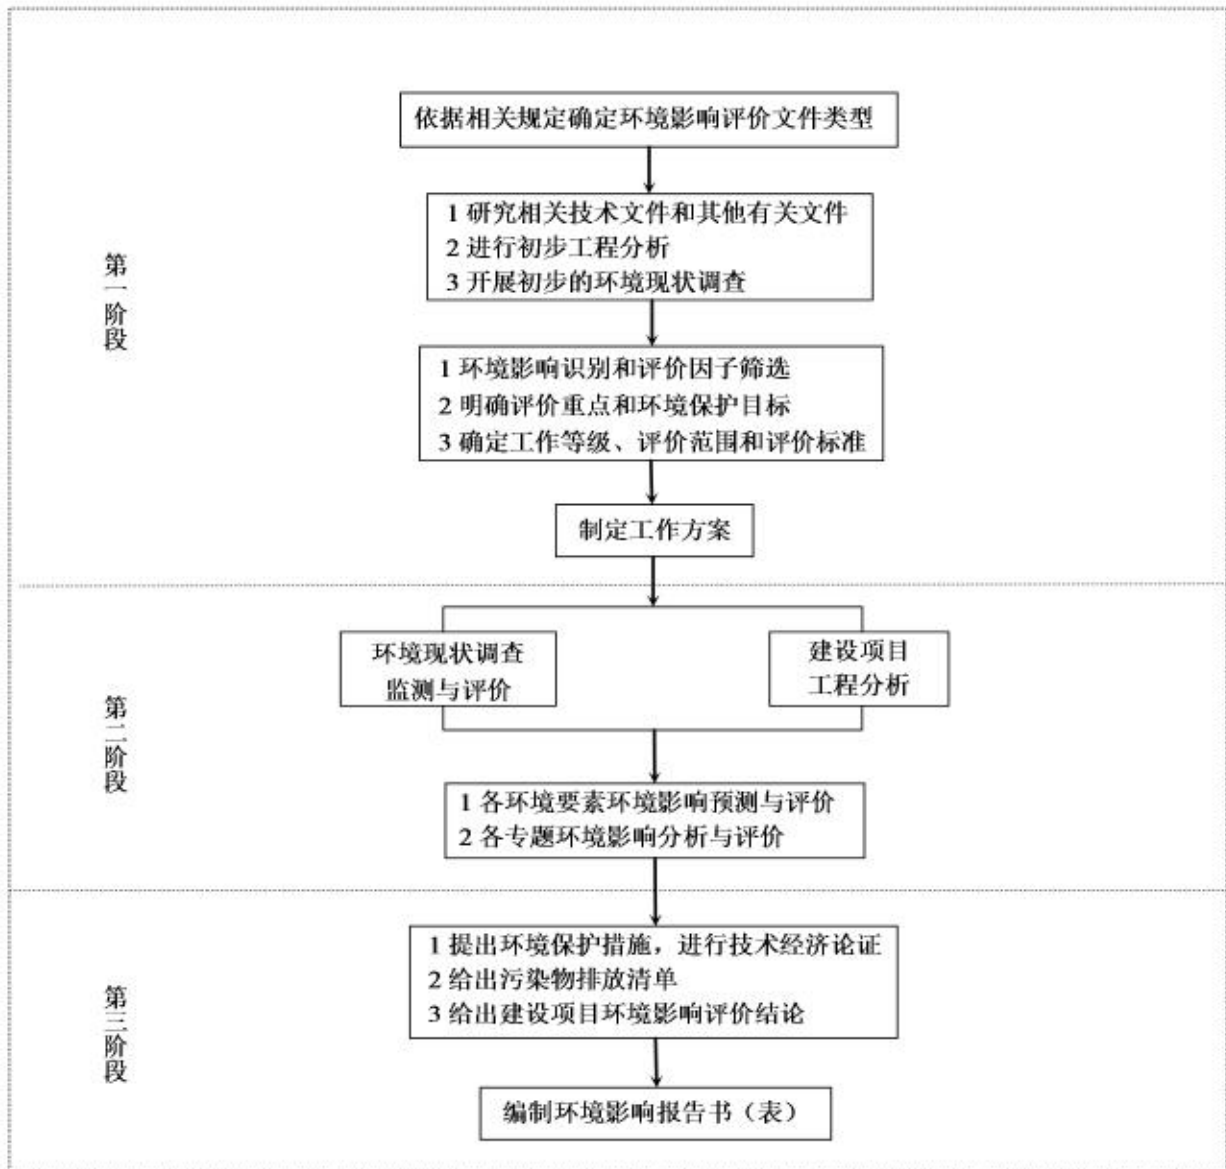 依据相关规定确定环境影响评价文件类型
1 研究相关技术文件和其他有关文件
2 进行初步工程分析
3 开展初步的环境现状调查
第一阶段
1 环境影响识别和评价因子筛选
2 明确评价重点和环境保护目标
3 确定工作等级、评价范围和评价标准
制定工作方案
环境现状调查
监测与评价
建设项目
工程分析
第二阶段
1 各环境要素环境影响预测与评价
2 各专题环境影响分析与评价
1 提出环境保护措施，进行技术经济论证
2 给出污染物排放清单
3 给出建设项目环境影响评价结论
第三阶段
编制环境影响报告书（表）